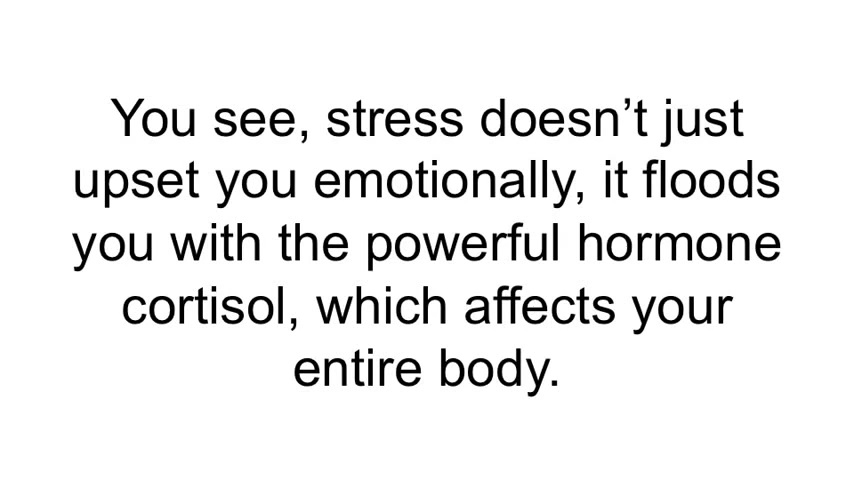 You see, stress doesn’t just
upset you emotionally, it floods
you with the powerful hormone
cortisol, which affects your
entire body.